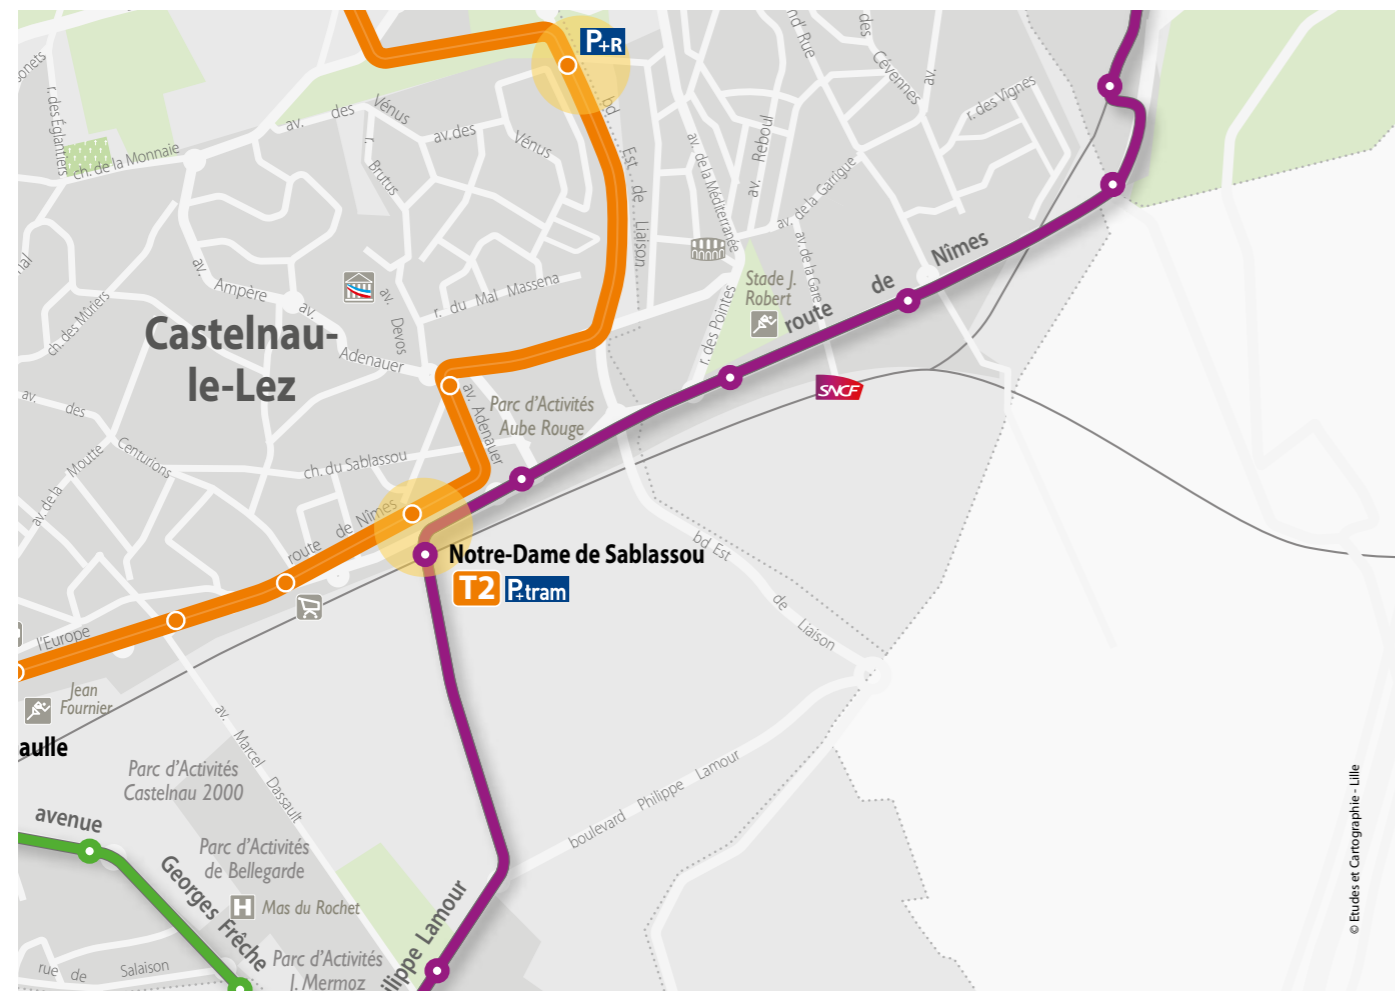 P+R
r. des Églantiers
ch. de la Monnaie
av. des Vénus
av. des Vénus
r. Brutus
bd Est de Liaison
av. de la Méditerranée
av. Reboul
des Cévennes
av.
r. des Vignes
av. de la Garrigue
av. de la Gare
av. Ampère
av. Adenauer
av. Devos
r. du Mal Massena
ch. des Mûriers
Castelnau-
le-Lez
Stade J.
Robert
r. des Pointes
route de Nîmes
SNCF
av. des Centurions
av. de la Moutte
ch. du Sablassou
av. Adenauer
Parc d'Activités
Aube Rouge
route de Nîmes
Notre-Dame de Sablassou
T2 P+tram
bd Est de Liaison
l'Europe
Jean
Fournier
aulle
av. Marcel Dassault
Parc d'Activités
Castelnau 2000
avenue Georges Frêche
Parc d'Activités
de Bellegarde
H Mas du Rochet
boulevard Philippe Lamour
ilippe Lamour
Parc d'Activités
J. Mermoz
rue de Salaison
© Etudes et Cartographie - Lille